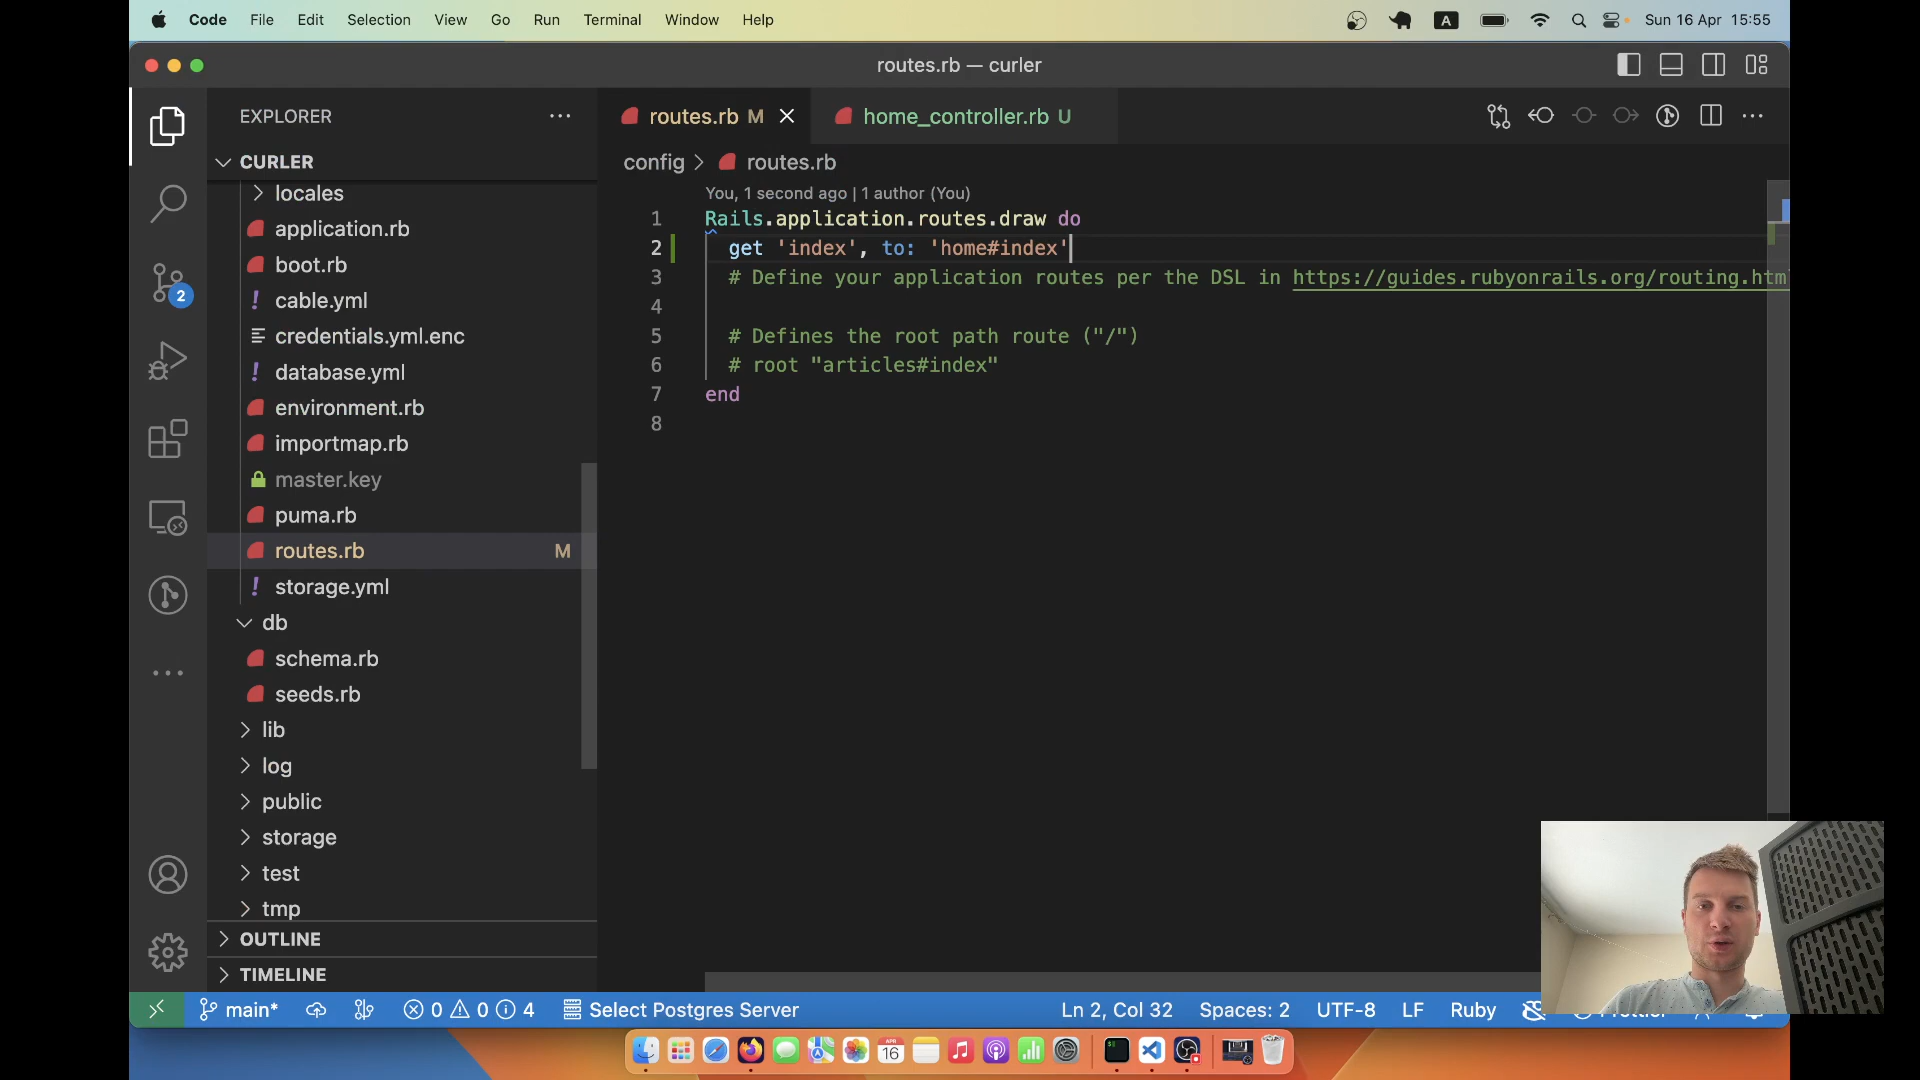 Code File Edit Selection View Go Run Terminal Window Help
A
Sun 16 Apr 15:55
routes.rb — curler
EXPLORER
routes.rb M
home_controller.rb U
CURLER
config
routes.rb
locales
You, 1 second ago | 1 author (You)
application.rb
1 Rails.application.routes.draw do
2 get 'index', to: 'home#index'
boot.rb
3 # Define your application routes per the DSL in https://guides.rubyonrails.org/routing.htm
cable.yml
4
credentials.yml.enc
5 # Defines the root path route ("/")
database.yml
6 # root "articles#index"
environment.rb
7 end
8
importmap.rb
master.key
puma.rb
routes.rb M
storage.yml
db
schema.rb
seeds.rb
lib
log
public
storage
test
tmp
OUTLINE
TIMELINE
2
main* 0 0 4 Select Postgres Server
Ln 2, Col 32 Spaces: 2 UTF-8 LF Ruby
APR
16